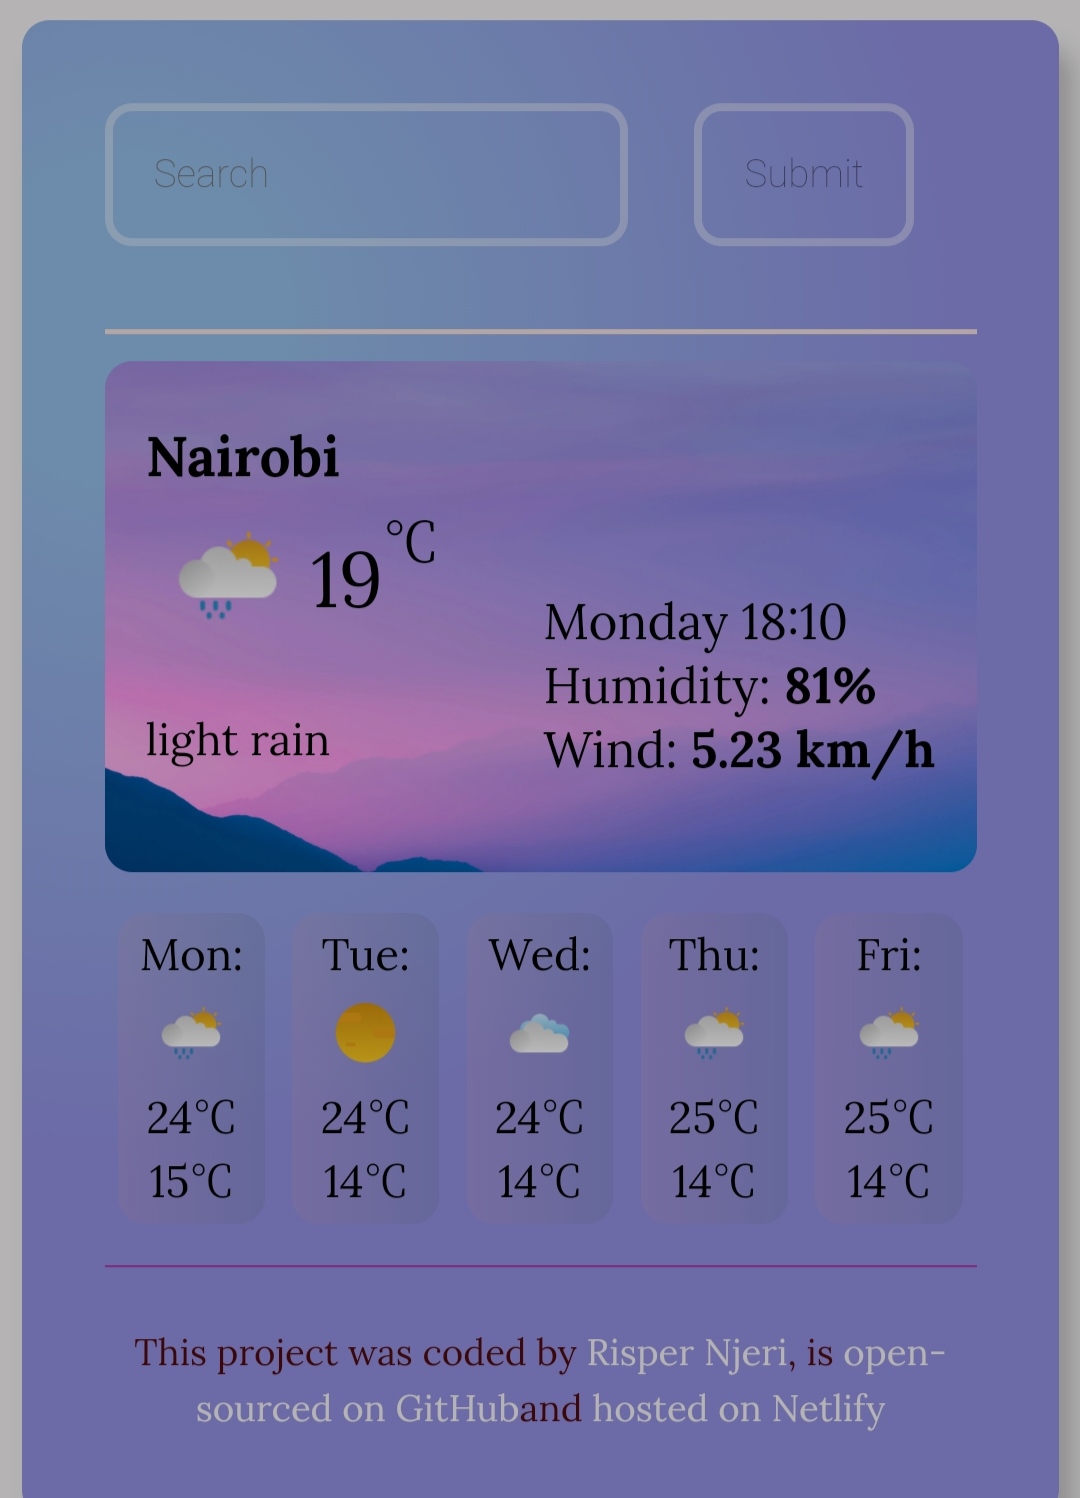 Search
Submit
Nairobi
19 °C
light rain
Monday 18:10
Humidity: 81%
Wind: 5.23 km/h
Mon: Tue: Wed: Thu: Fri:
24°C 24°C 24°C 25°C 25°C
15°C 14°C 14°C 14°C 14°C
This project was coded by Risper Njeri, is open-
sourced on GitHuband hosted on Netlify